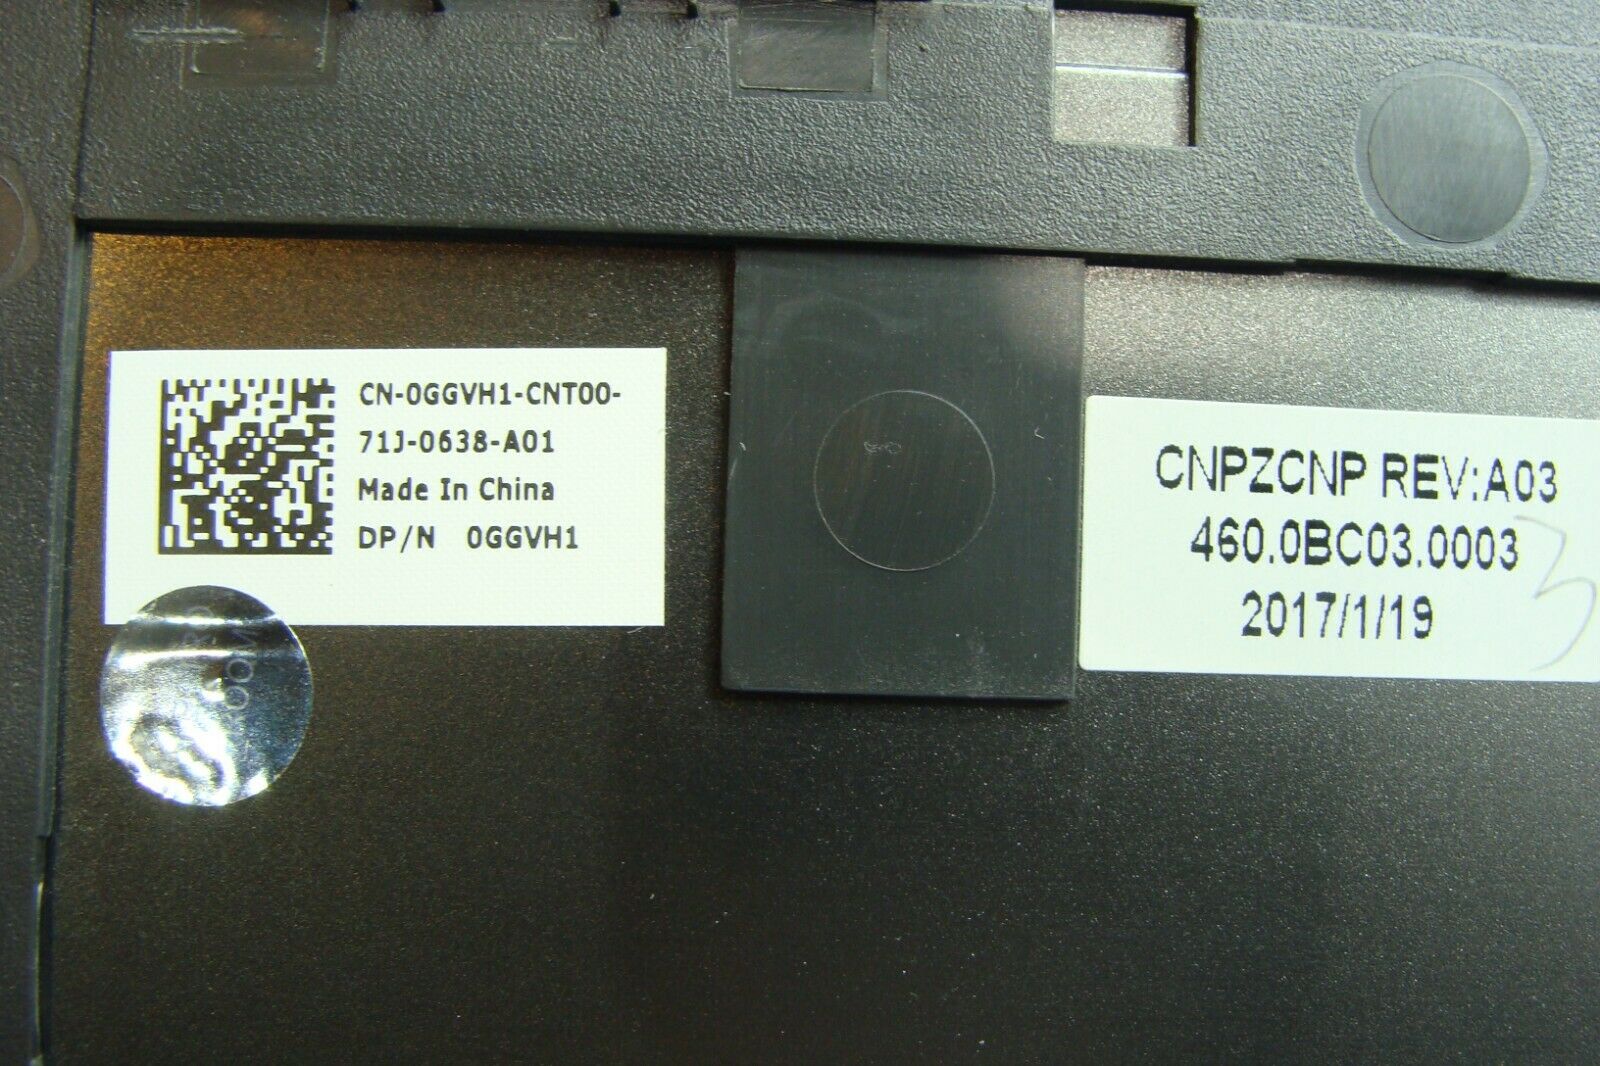 CN-0GGVH1-CNT00-
71J-0638-A01
Made In China
DP/N 0GGVH1
CNPZCNP REV:A03
460.0BC03.0003
2017/1/19
3